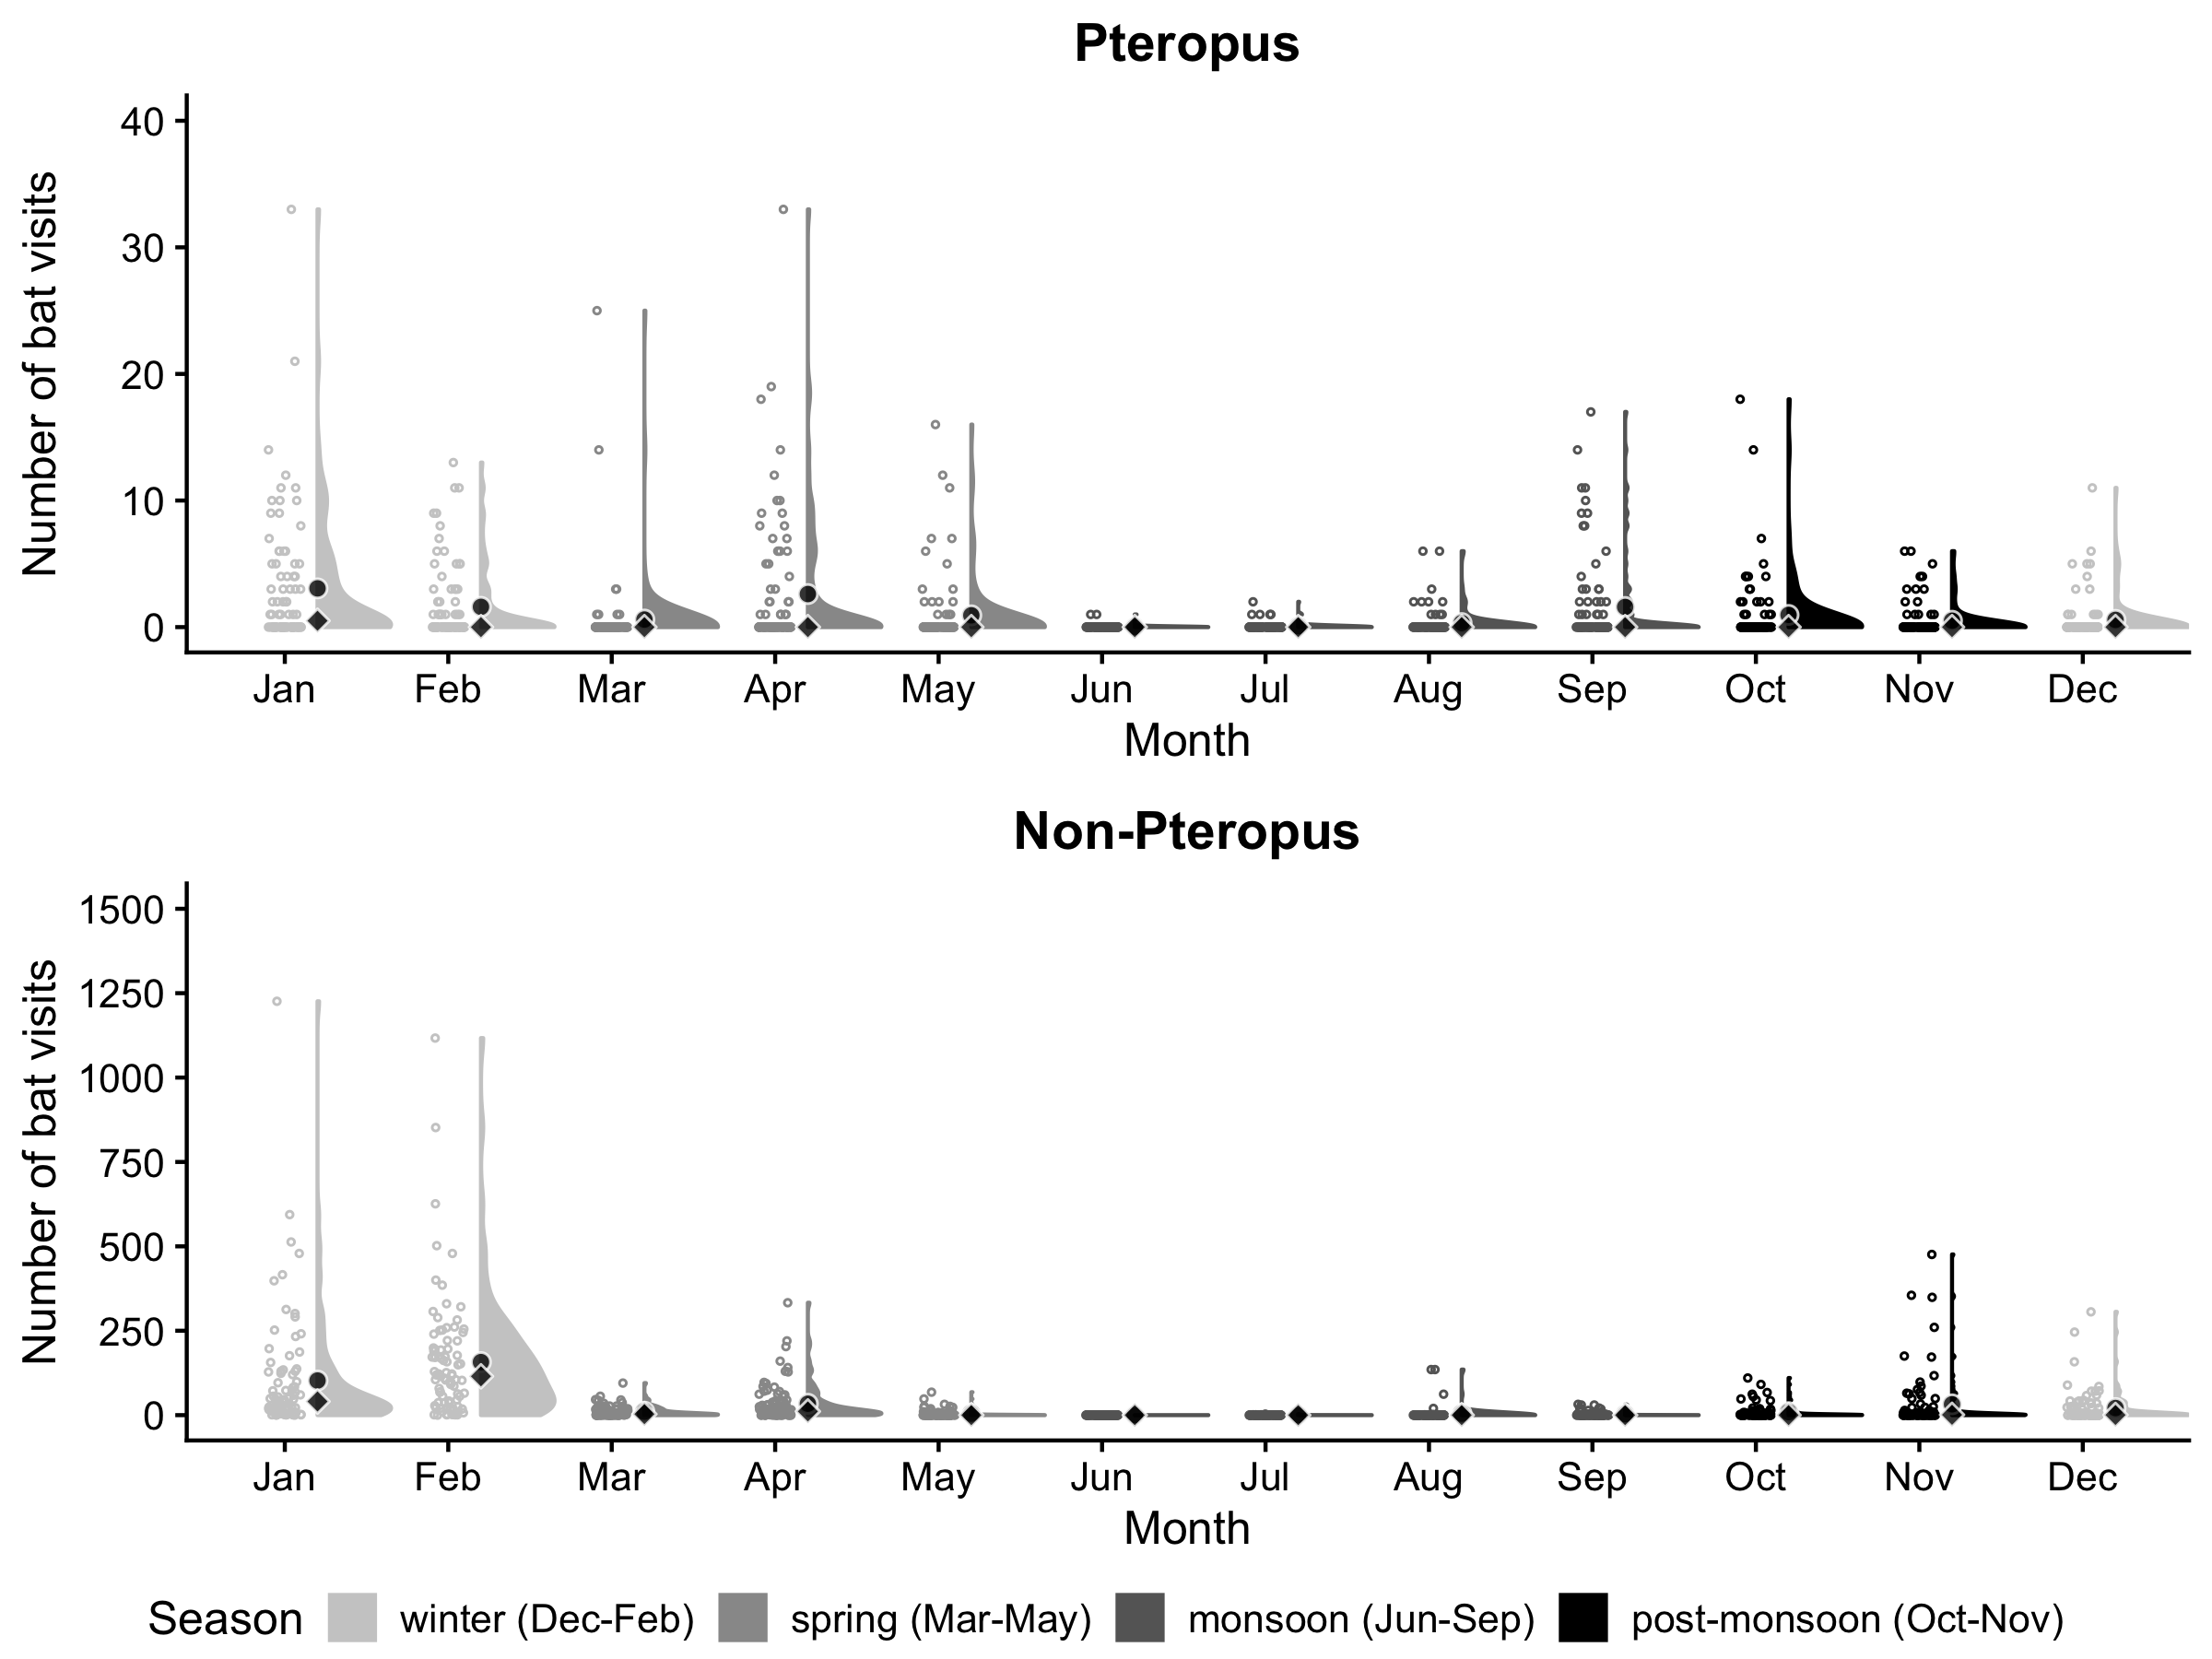 Pteropus
Number of bat visits
40
30
20
10
0
Jan Feb Mar Apr May Jun Jul Aug Sep Oct Nov Dec
Month
Non-Pteropus
Number of bat visits
1500
1250
1000
750
500
250
0
Jan Feb Mar Apr May Jun Jul Aug Sep Oct Nov Dec
Month
Season winter (Dec-Feb) spring (Mar-May) monsoon (Jun-Sep) post-monsoon (Oct-Nov)